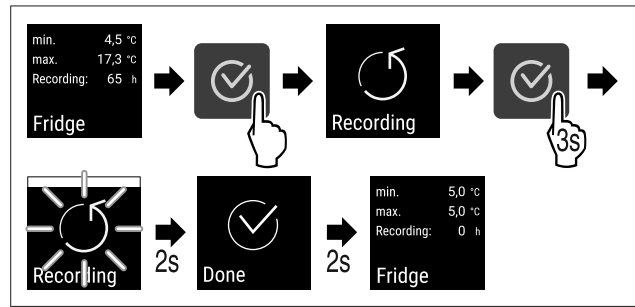 min. 4,5 °C
max. 17,3 °C
Recording: 65 h
Fridge
Recording
3s
Recording
2s
Done
2s
min. 5,0 °C
max. 5,0 °C
Recording: 0 h
Fridge